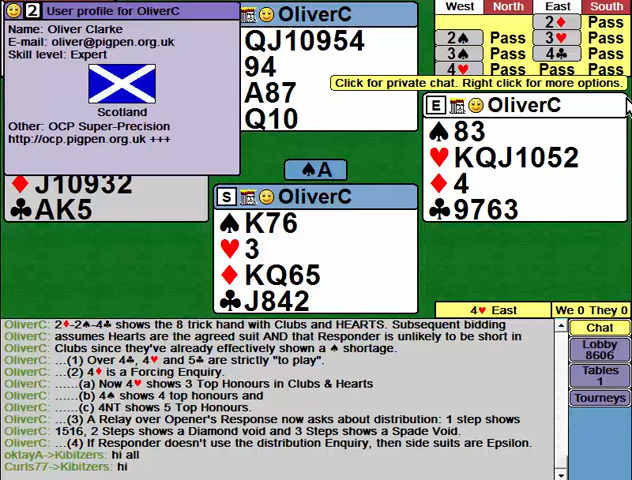 2 User profile for OliverC
Name: Oliver Clarke
E-mail: oliver@pigpen.org.uk
Skill level: Expert
Scotland
Other: OCP Super-Precision
http://ocp.pigpen.org.uk +++
OliverC
QJ10954
94
A87
Q10
West North East South
2♦ Pass
2♠ Pass 3♥ Pass
3♠ Pass 4♣ Pass
4♥ Pass Pass Pass
Click for private chat. Right click for more options.
E OliverC
♠83
♥KQJ1052
♦4
♣9763
♠A
♦J10932
♣AK5
S OliverC
♠K76
♥3
♦KQ65
♣J842
4♥ East We 0 They 0
OliverC: 2♦-2♠-4♣ shows the 8 trick hand with Clubs and HEARTS. Subsequent bidding
OliverC: assumes Hearts are the agreed suit AND that Responder is unlikely to be short in
OliverC: Clubs since they've already effectively shown a ♠ shortage.
OliverC: ......(1) Over 4♣, 4♥ and 5♣ are strictly "to play".
OliverC: ......(2) 4♦ is a Forcing Enquiry.
OliverC: ......(a) Now 4♥ shows 3 Top Honours in Clubs & Hearts
OliverC: ......(b) 4♠ shows 4 top honours and
OliverC: ......(c) 4NT shows 5 Top Honours.
OliverC: ......(3) A Relay over Opener's Response now asks about distribution: 1 step shows
OliverC: 1516, 2 Steps shows a Diamond void and 3 Steps shows a Spade Void.
OliverC: ......(4) If Responder doesn't use the distribution Enquiry, then side suits are Epsilon.
oktayA->Kibitzers: hi all
Curls77->Kibitzers: hi
Chat
Lobby
8606
Tables
1
Tourneys